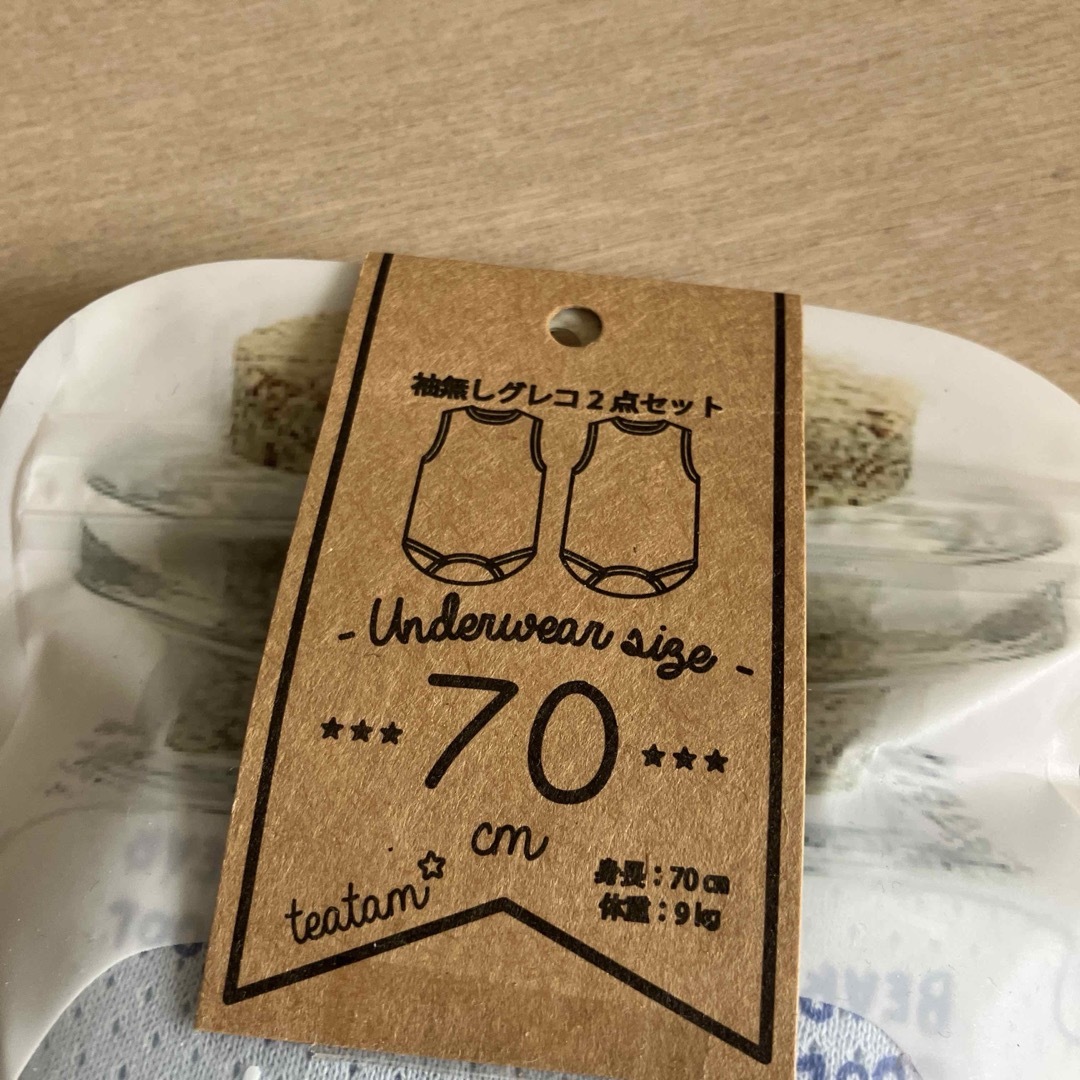 袖無しグレコ2点セット
- Underwear size -
★★★ 70 ★★★
cm
teatam☆
身長：70㎝
体重：9kg